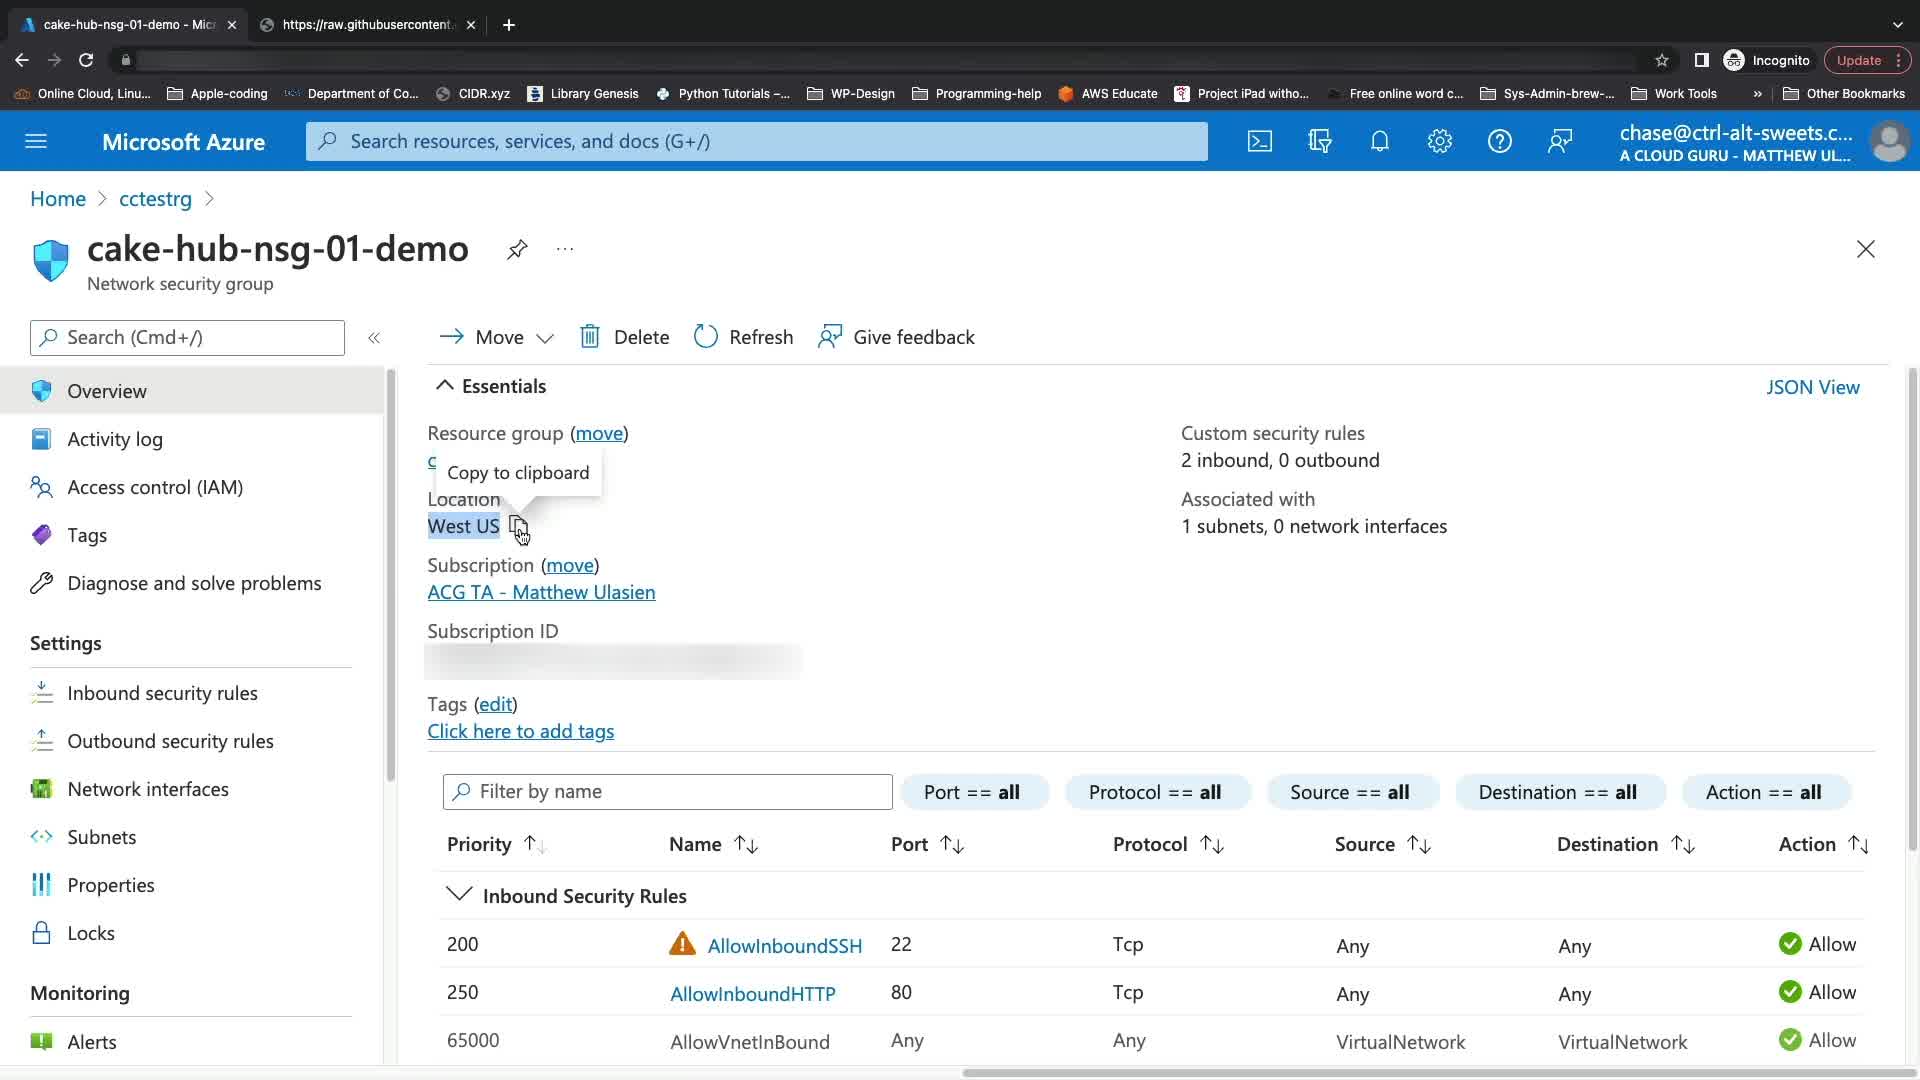 cake-hub-nsg-01-demo - Mic
https://raw.githubusercontent.
Incognito
Update
Online Cloud, Linu...
Apple-coding
Department of Co...
CIDR.xyz
Library Genesis
Python Tutorials –...
WP-Design
Programming-help
AWS Educate
Project iPad witho...
Free online word c...
Sys-Admin-brew-...
Work Tools
»
Other Bookmarks
Microsoft Azure
Search resources, services, and docs (G+/)
chase@ctrl-alt-sweets.c...
A CLOUD GURU - MATTHEW UL...
Home > cctestrg >
cake-hub-nsg-01-demo
Network security group
Search (Cmd+/)
Move
Delete
Refresh
Give feedback
Overview
Activity log
Access control (IAM)
Tags
Diagnose and solve problems
Settings
Inbound security rules
Outbound security rules
Network interfaces
Subnets
Properties
Locks
Monitoring
Alerts
Essentials
JSON View
Resource group (move)
Copy to clipboard
Location
West US
Subscription (move)
ACG TA - Matthew Ulasien
Subscription ID
Tags (edit)
Click here to add tags
Custom security rules
2 inbound, 0 outbound
Associated with
1 subnets, 0 network interfaces
Filter by name
Port == all
Protocol == all
Source == all
Destination == all
Action == all
Priority Name Port Protocol Source Destination Action
Inbound Security Rules
200 AllowInboundSSH 22 Tcp Any Any Allow
250 AllowInboundHTTP 80 Tcp Any Any Allow
65000 AllowVnetInBound Any Any VirtualNetwork VirtualNetwork Allow